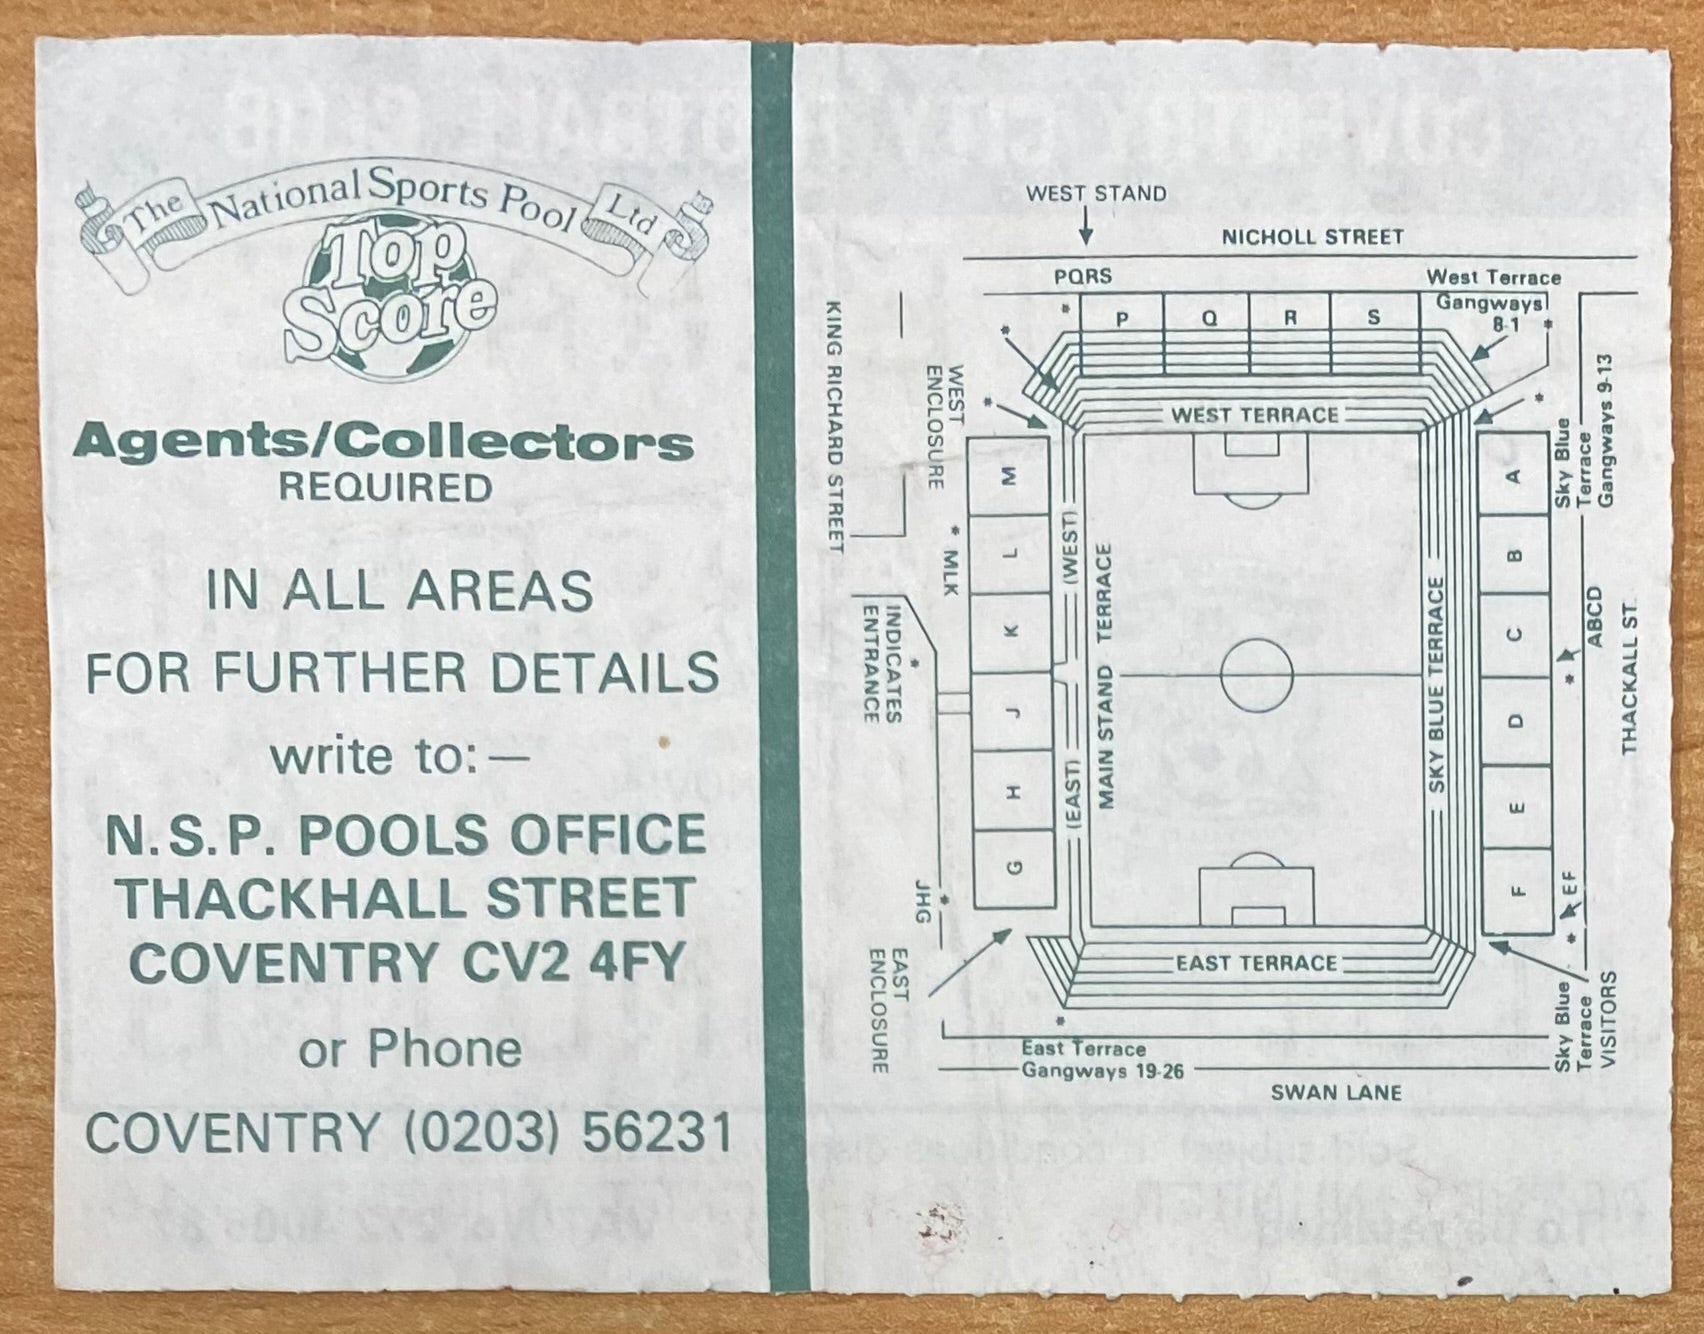 The National Sports Pool Ltd
Top
Score
Agents/Collectors
REQUIRED
IN ALL AREAS
FOR FURTHER DETAILS
write to:—
N.S.P. POOLS OFFICE
THACKHALL STREET
COVENTRY CV2 4FY
or Phone
COVENTRY (0203) 56231
WEST STAND
NICHOLL STREET
PQRS
West Terrace
Gangways
8-1
P Q R S
WEST TERRACE
KING RICHARD STREET
WEST
ENCLOSURE
* MLK
* INDICATES
ENTRANCE
JHG *
EAST
ENCLOSURE
M
L
K
J
H
G
(WEST)
(EAST)
MAIN STAND TERRACE
SKY BLUE TERRACE
A
B
C
D
E
F
Sky Blue
Terrace
Gangways 9-13
ABCD
THACKALL ST.
EF
Sky Blue
Terrace
VISITORS
EAST TERRACE
East Terrace
Gangways 19-26
SWAN LANE